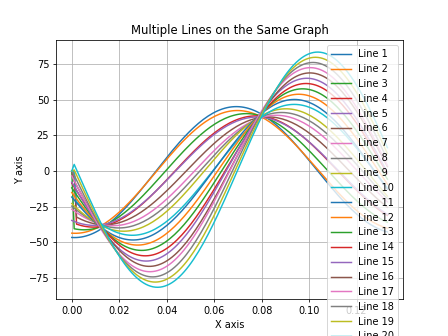 Multiple Lines on the Same Graph
Y axis
75
50
25
0
−25
−50
−75
0.00
0.02
0.04
0.06
0.08
0.10
X axis
Line 1
Line 2
Line 3
Line 4
Line 5
Line 6
Line 7
Line 8
Line 9
Line 10
Line 11
Line 12
Line 13
Line 14
Line 15
Line 16
Line 17
Line 18
Line 19
Line 20